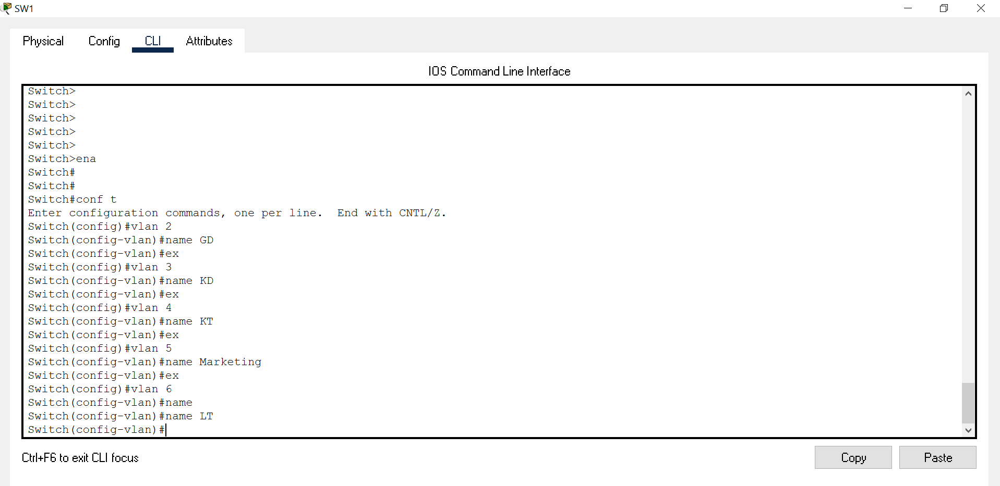 SW1
Physical Config CLI Attributes
IOS Command Line Interface
Switch>
Switch>
Switch>
Switch>
Switch>
Switch>ena
Switch#
Switch#
Switch#conf t
Enter configuration commands, one per line.  End with CNTL/Z.
Switch(config)#vlan 2
Switch(config-vlan)#name GD
Switch(config-vlan)#ex
Switch(config)#vlan 3
Switch(config-vlan)#name KD
Switch(config-vlan)#ex
Switch(config)#vlan 4
Switch(config-vlan)#name KT
Switch(config-vlan)#ex
Switch(config)#vlan 5
Switch(config-vlan)#name Marketing
Switch(config-vlan)#ex
Switch(config)#vlan 6
Switch(config-vlan)#name
Switch(config-vlan)#name LT
Switch(config-vlan)#
Ctrl+F6 to exit CLI focus
Copy Paste